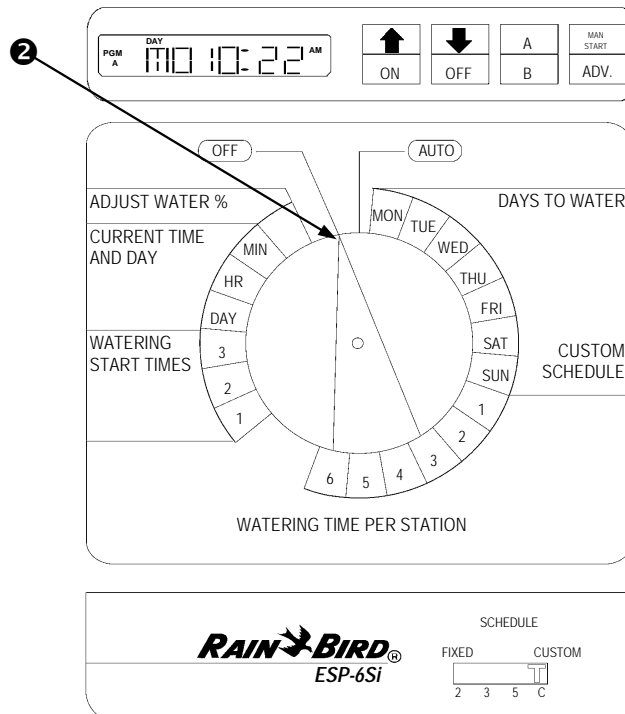 ❷
DAY
PGM A MO 10:22 AM
ON OFF A B MAN START ADV.
OFF AUTO
ADJUST WATER %
CURRENT TIME AND DAY
WATERING START TIMES
MIN
HR
DAY
3
2
1
MON
TUE
WED
THU
FRI
SAT
SUN
1
2
3
4
5
6
DAYS TO WATER
CUSTOM SCHEDULE
WATERING TIME PER STATION
RAIN BIRD®
ESP-6Si
SCHEDULE
FIXED CUSTOM
2 3 5 C